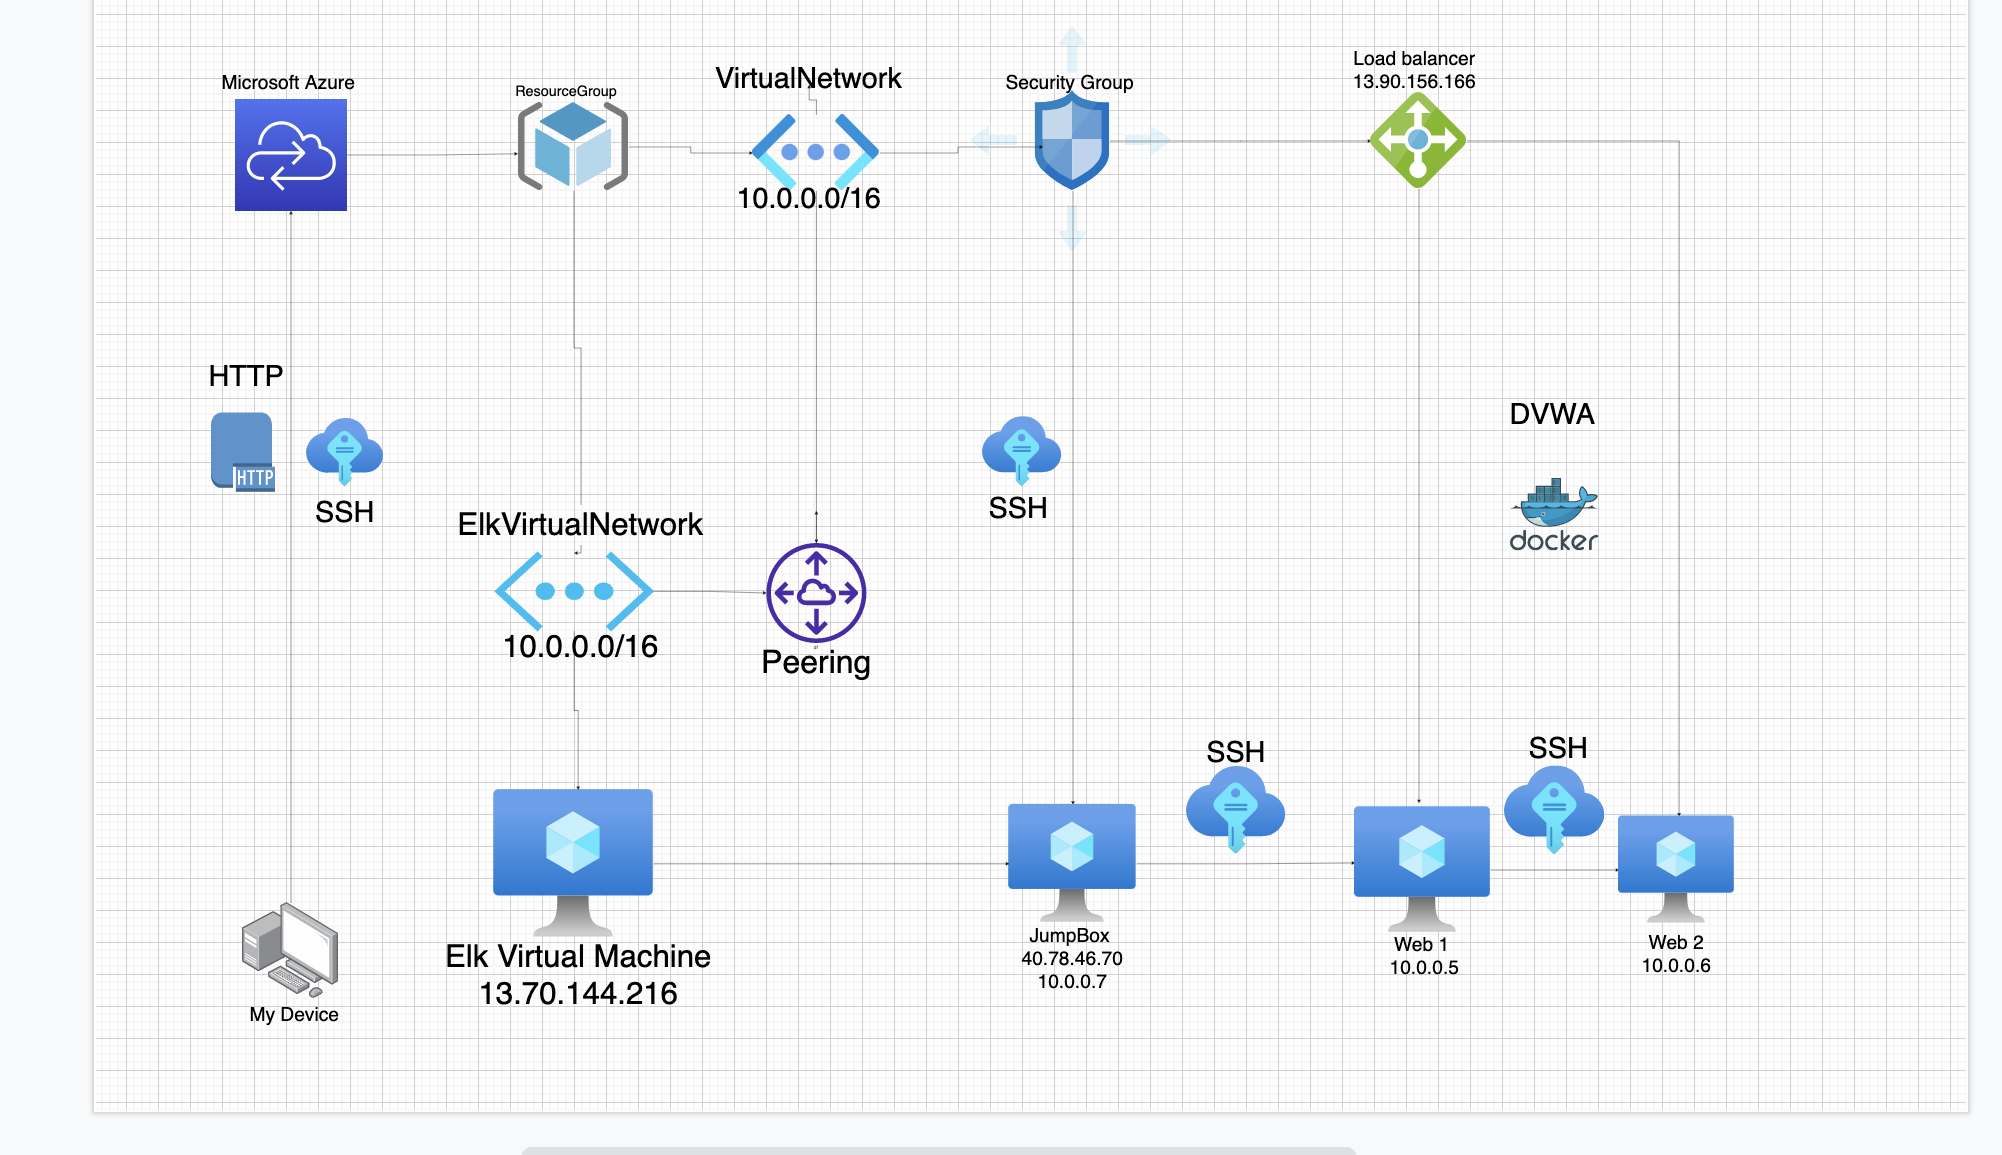 Microsoft Azure
ResourceGroup
VirtualNetwork
10.0.0.0/16
Security Group
Load balancer
13.90.156.166
HTTP
HTTP
SSH
SSH
DVWA
docker
ElkVirtualNetwork
10.0.0.0/16
Peering
SSH
SSH
Elk Virtual Machine
13.70.144.216
JumpBox
40.78.46.70
10.0.0.7
Web 1
10.0.0.5
Web 2
10.0.0.6
My Device